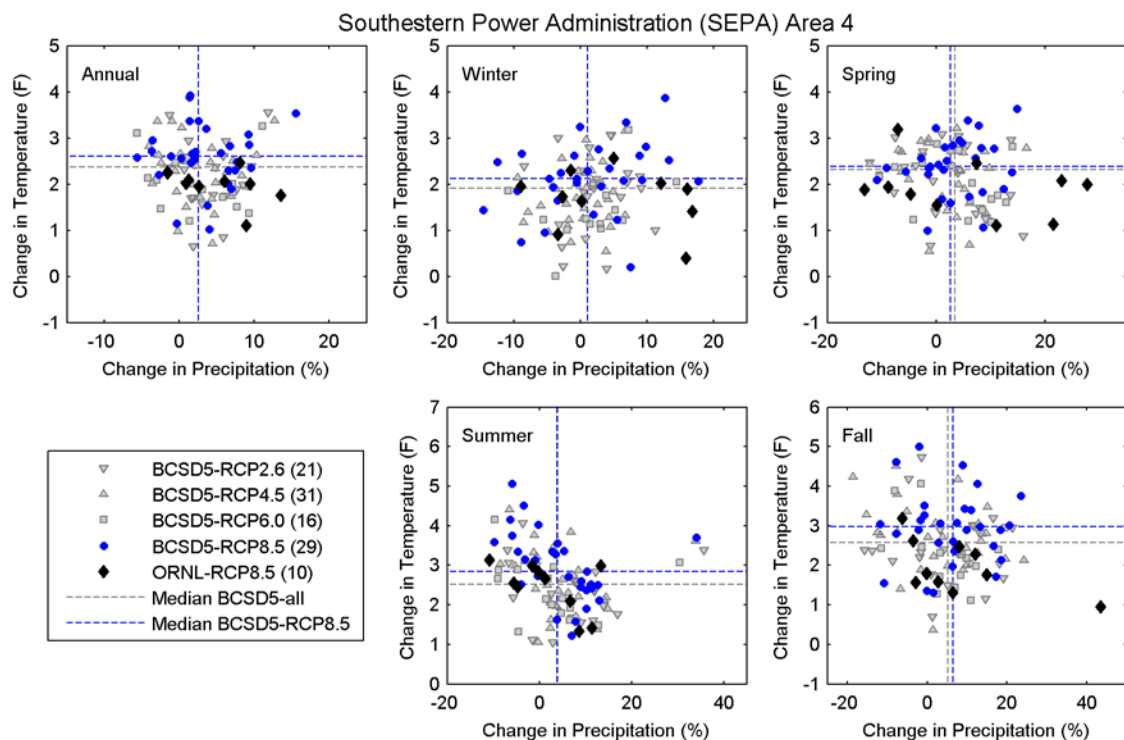 Southestern Power Administration (SEPA) Area 4
Annual
Change in Temperature (F)
5
4
3
2
1
0
-1
-10
0
10
20
Change in Precipitation (%)
Winter
Change in Temperature (F)
5
4
3
2
1
0
-1
-20
-10
0
10
20
Change in Precipitation (%)
Spring
Change in Temperature (F)
5
4
3
2
1
0
-1
-20
0
20
Change in Precipitation (%)
BCSD5-RCP2.6 (21)
BCSD5-RCP4.5 (31)
BCSD5-RCP6.0 (16)
BCSD5-RCP8.5 (29)
ORNL-RCP8.5 (10)
Median BCSD5-all
Median BCSD5-RCP8.5
Summer
Change in Temperature (F)
7
6
5
4
3
2
1
0
-20
0
20
40
Change in Precipitation (%)
Fall
Change in Temperature (F)
6
5
4
3
2
1
0
-1
-20
0
20
40
Change in Precipitation (%)